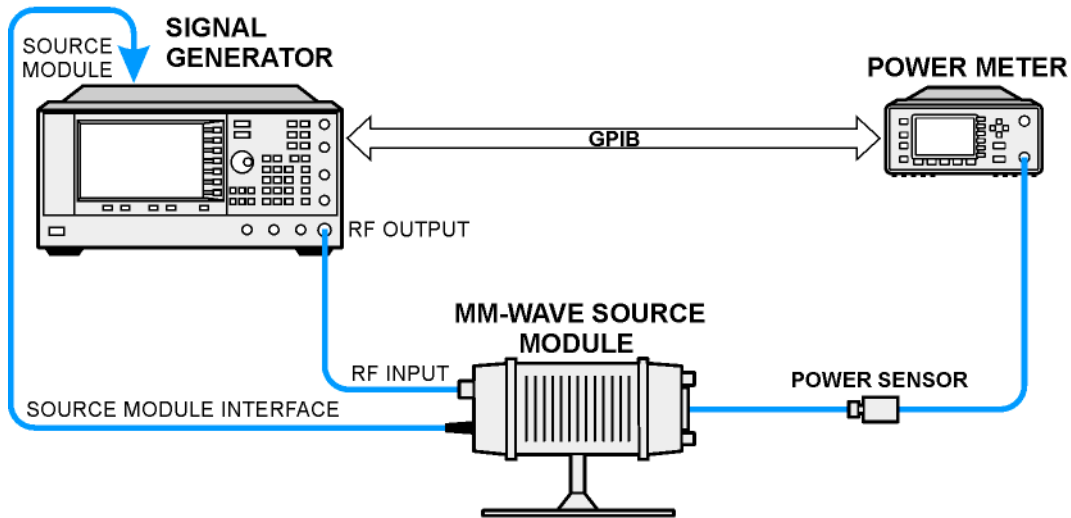 SIGNAL
GENERATOR
SOURCE
MODULE
POWER METER
GPIB
RF OUTPUT
MM-WAVE SOURCE
MODULE
RF INPUT
POWER SENSOR
SOURCE MODULE INTERFACE